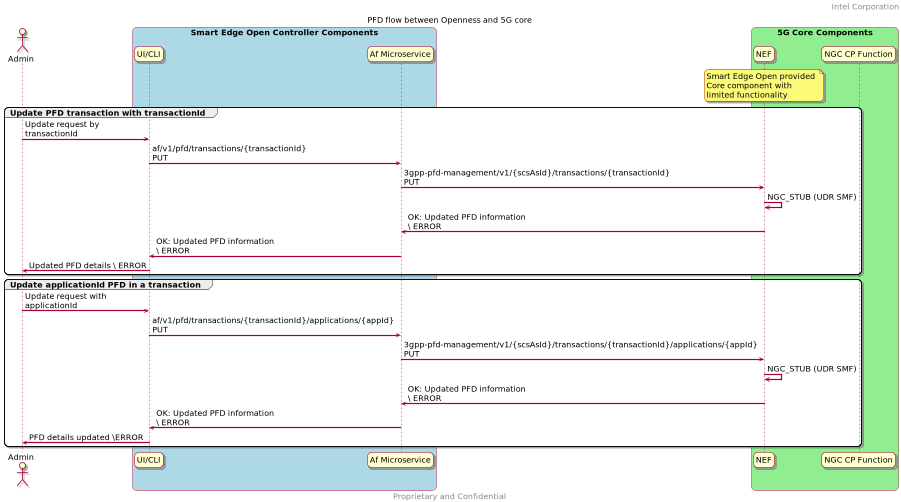 Intel Corporation
PFD flow between Openness and 5G core
Smart Edge Open Controller Components
5G Core Components
Admin
UI/CLI
Af Microservice
NEF
NGC CP Function
Smart Edge Open provided
Core component with
limited functionality
Update PFD transaction with transactionId
Update request by
transactionId
af/v1/pfd/transactions/{transactionId}
PUT
3gpp-pfd-management/v1/{scsAsId}/transactions/{transactionId}
PUT
NGC_STUB (UDR SMF)
OK: Updated PFD information
\ ERROR
OK: Updated PFD information
\ ERROR
Updated PFD details \ ERROR
Update applicationId PFD in a transaction
Update request with
applicationId
af/v1/pfd/transactions/{transactionId}/applications/{appId}
PUT
3gpp-pfd-management/v1/{scsAsId}/transactions/{transactionId}/applications/{appId}
PUT
NGC_STUB (UDR SMF)
OK: Updated PFD information
\ ERROR
OK: Updated PFD information
\ ERROR
PFD details updated \ERROR
Admin
UI/CLI
Af Microservice
NEF
NGC CP Function
Proprietary and Confidential